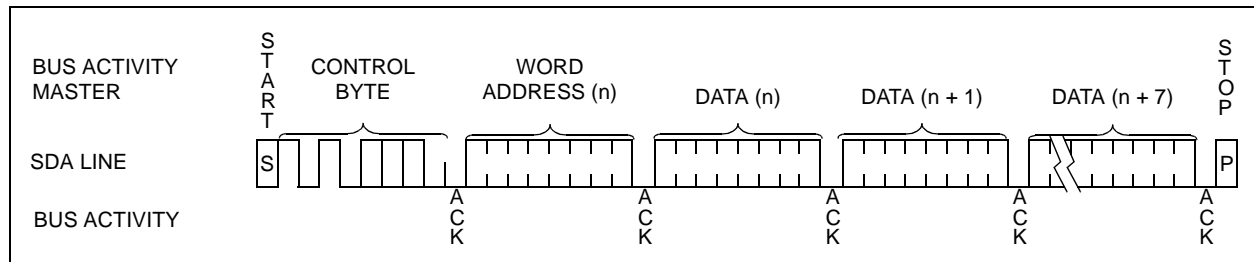 BUS ACTIVITY
MASTER
START
CONTROL
BYTE
WORD
ADDRESS (n)
DATA (n)
DATA (n + 1)
DATA (n + 7)
STOP
SDA LINE
S
P
BUS ACTIVITY
ACK
ACK
ACK
ACK
ACK